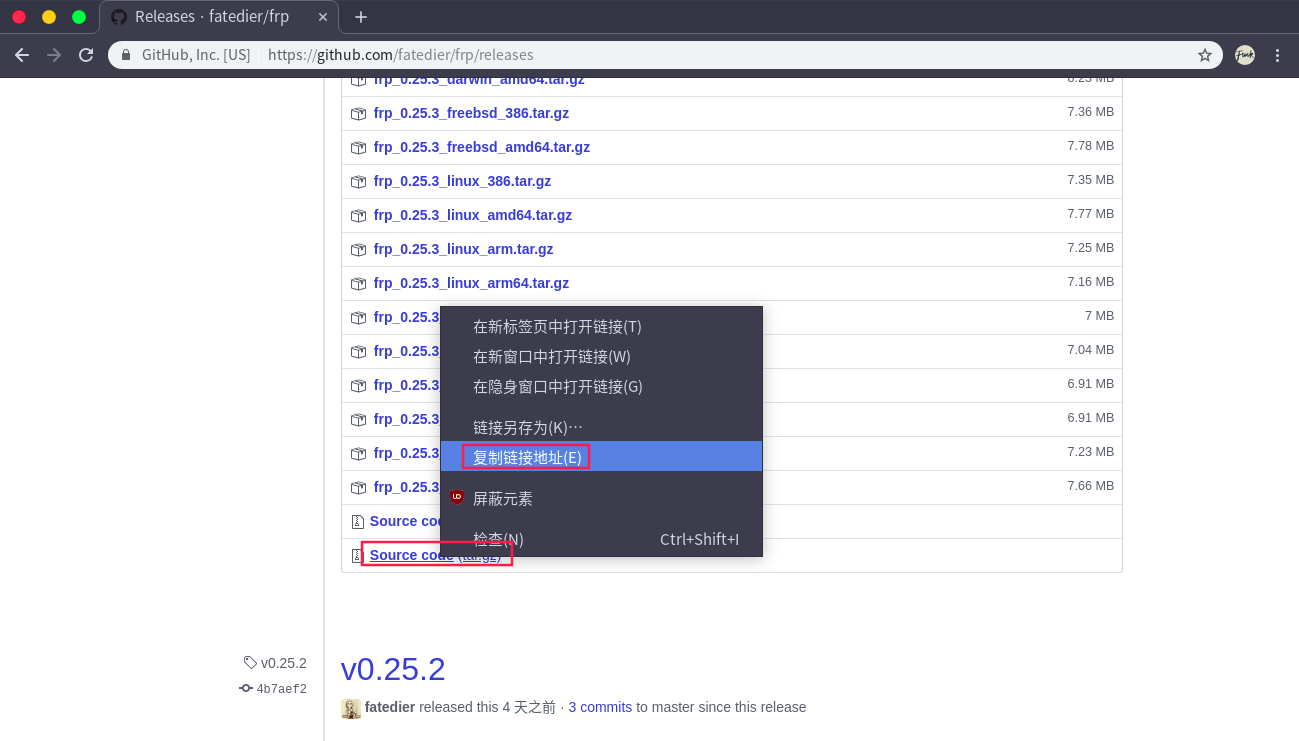 Releases · fatedier/frp
GitHub, Inc. [US] https://github.com/fatedier/frp/releases
frp_0.25.3_darwin_amd64.tar.gz 8.23 MB
frp_0.25.3_freebsd_386.tar.gz 7.36 MB
frp_0.25.3_freebsd_amd64.tar.gz 7.78 MB
frp_0.25.3_linux_386.tar.gz 7.35 MB
frp_0.25.3_linux_amd64.tar.gz 7.77 MB
frp_0.25.3_linux_arm.tar.gz 7.25 MB
frp_0.25.3_linux_arm64.tar.gz 7.16 MB
frp_0.25.3 7 MB
frp_0.25.3 7.04 MB
frp_0.25.3 6.91 MB
frp_0.25.3 6.91 MB
frp_0.25.3 7.23 MB
frp_0.25.3 7.66 MB
Source co
Source code (tar.gz)
在新标签页中打开链接(T)
在新窗口中打开链接(W)
在隐身窗口中打开链接(G)
链接另存为(K)…
复制链接地址(E)
屏蔽元素
检查(N) Ctrl+Shift+I
v0.25.2
4b7aef2
v0.25.2
fatedier released this 4 天之前 · 3 commits to master since this release